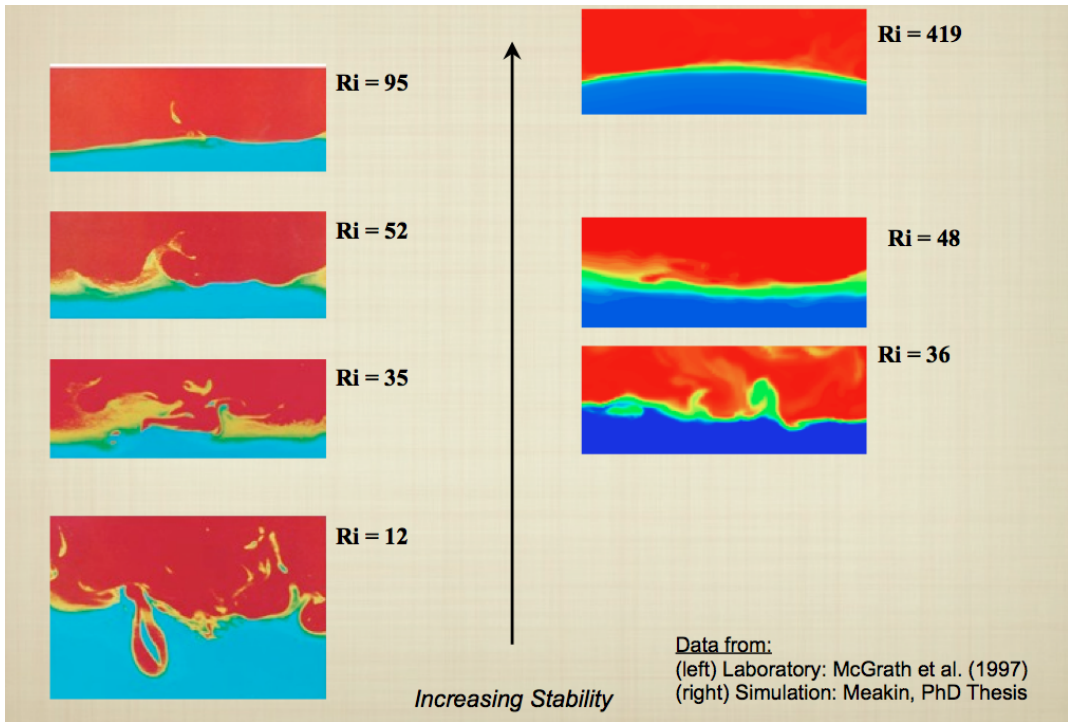 Ri = 95
Ri = 52
Ri = 35
Ri = 12
Ri = 419
Ri = 48
Ri = 36
Increasing Stability
Data from:
(left) Laboratory: McGrath et al. (1997)
(right) Simulation: Meakin, PhD Thesis